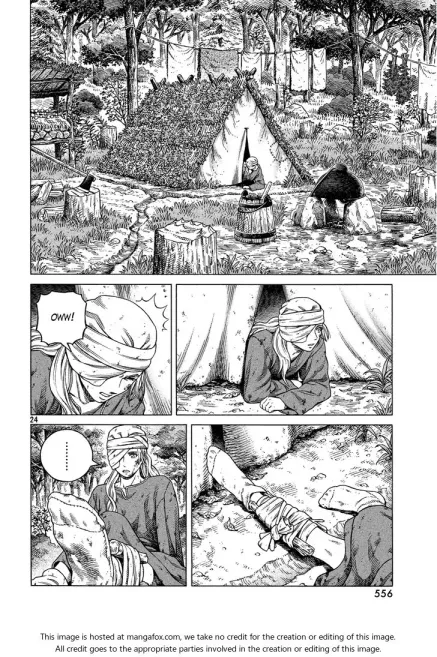 OWW!
24
.......
556
This image is hosted at mangafox.com, we take no credit for the creation or editing of this image.
All credit goes to the appropriate parties involved in the creation or editing of this image.